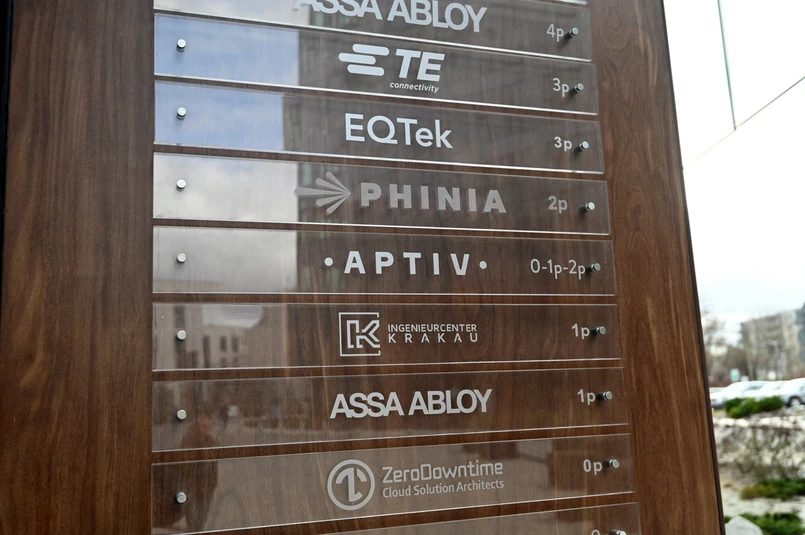 ASSA ABLOY 4p
TE
connectivity 3p
EQTek 3p
PHINIA 2p
• APTIV • 0-1p-2p
IK INGENIEURCENTER
KRAKAU 1p
ASSA ABLOY 1p
ZeroDowntime
Cloud Solution Architects 0p